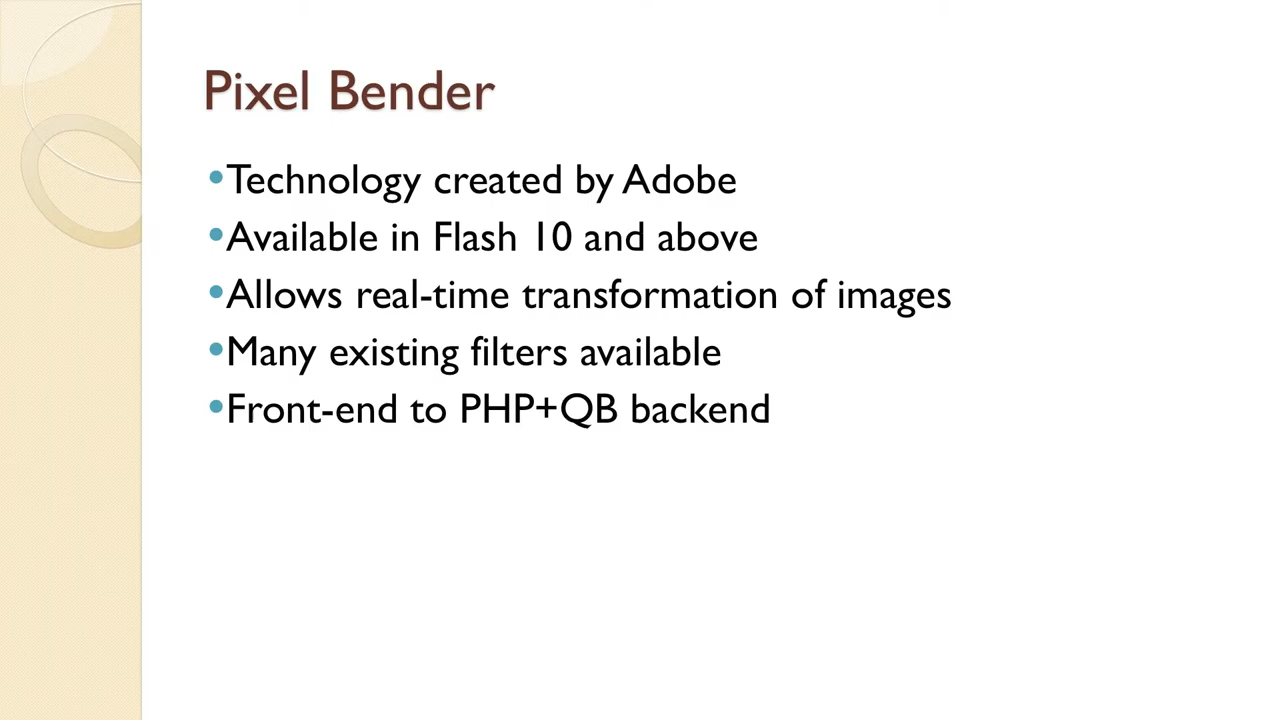 Pixel Bender
•Technology created by Adobe
•Available in Flash 10 and above
•Allows real-time transformation of images
•Many existing filters available
•Front-end to PHP+QB backend